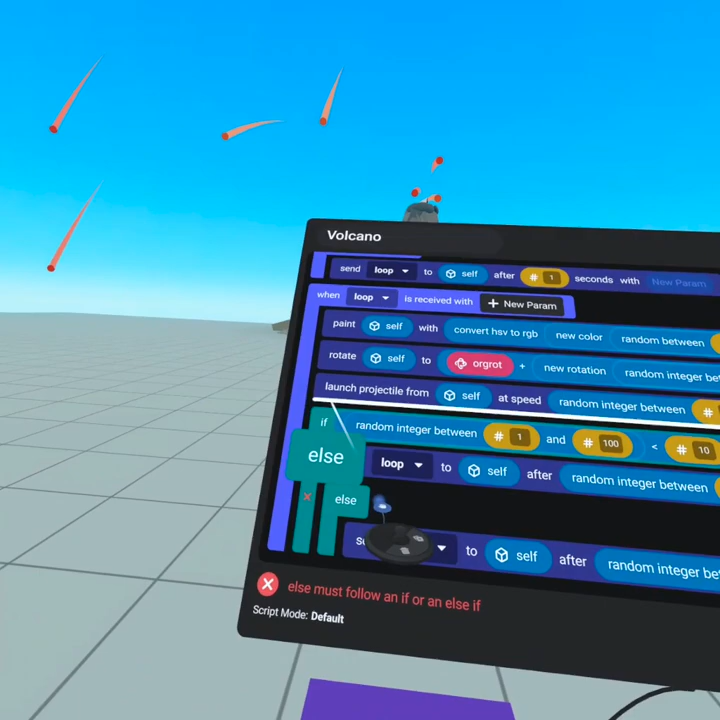 Volcano
send loop to self after # 1 seconds with New Param
when loop is received with + New Param
paint self with convert hsv to rgb new color random between
rotate self to orgrot + new rotation random integer be
launch projectile from self at speed random integer between #
if random integer between # 1 and # 100 < # 10
else loop to self after random integer between
else
to self after random integer be
else must follow an if or an else if
Script Mode: Default